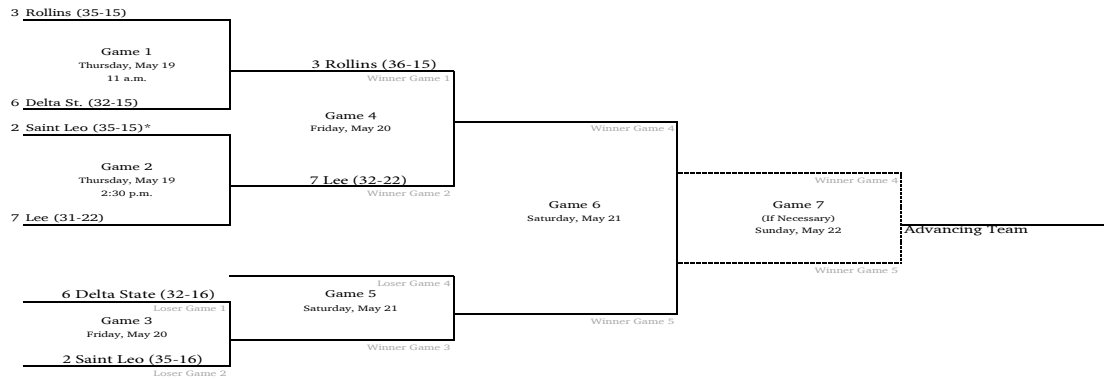 3 Rollins (35-15)
Game 1
Thursday, May 19
11 a.m.
6 Delta St. (32-15)
2 Saint Leo (35-15)*
Game 2
Thursday, May 19
2:30 p.m.
7 Lee (31-22)
3 Rollins (36-15)
Winner Game 1
Game 4
Friday, May 20
7 Lee (32-22)
Winner Game 2
6 Delta State (32-16)
Loser Game 1
Game 3
Friday, May 20
2 Saint Leo (35-16)
Loser Game 2
Loser Game 4
Game 5
Saturday, May 21
Winner Game 3
Winner Game 4
Game 6
Saturday, May 21
Winner Game 5
Winner Game 4
Game 7
(If Necessary)
Sunday, May 22
Winner Game 5
Advancing Team